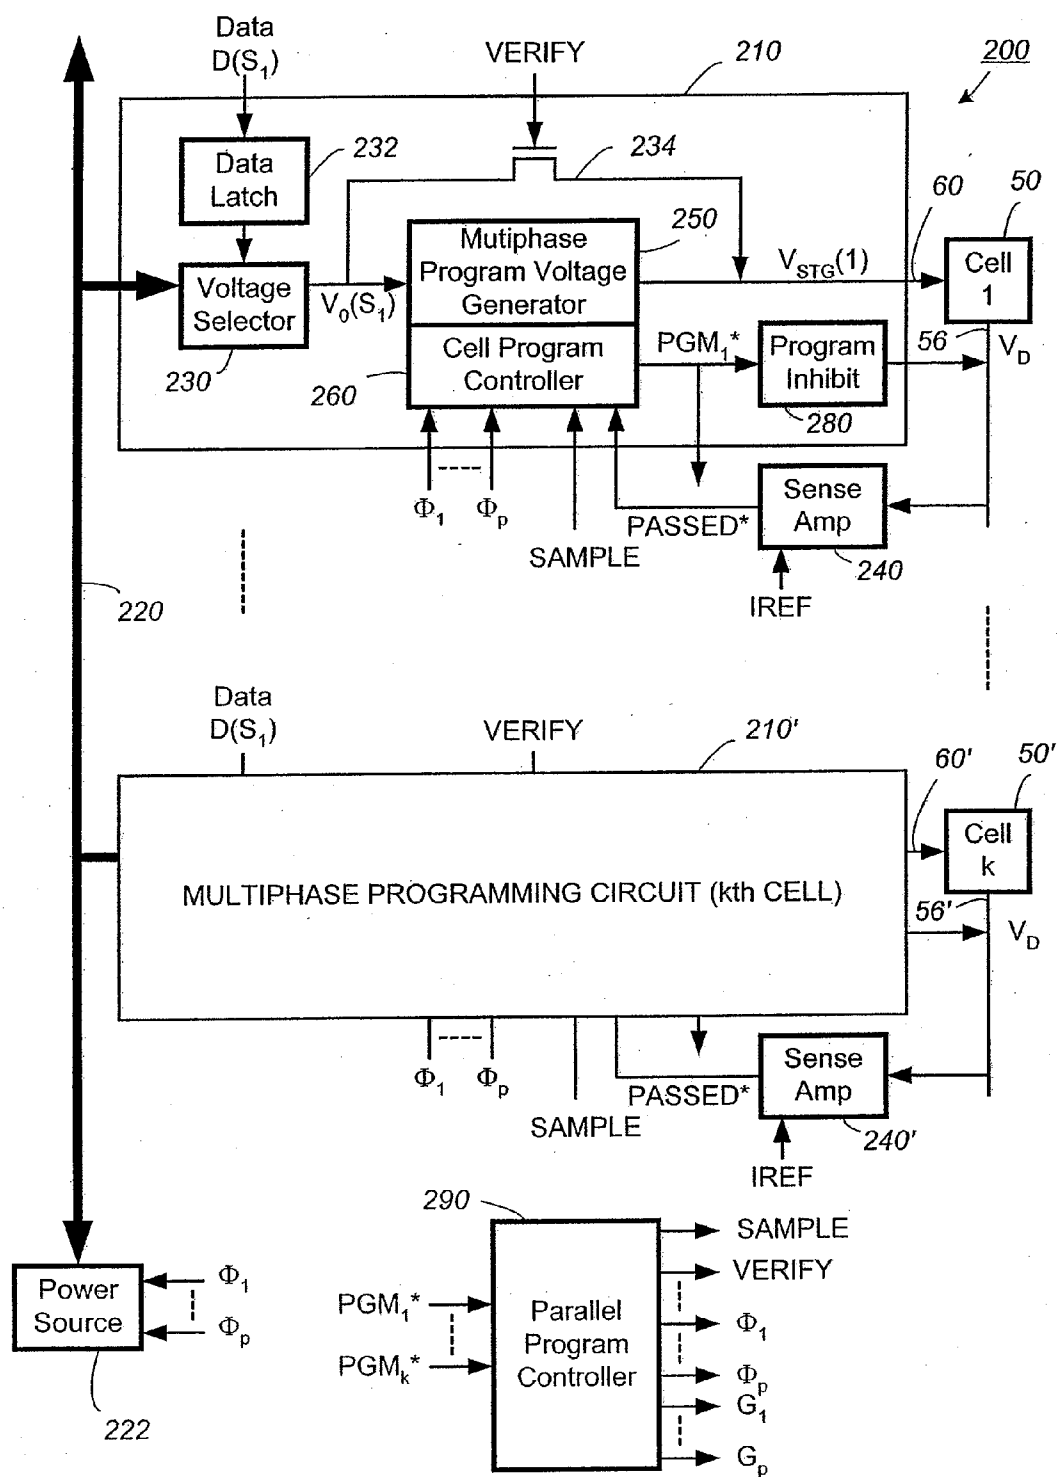 Data
D(S₁)
VERIFY
210
200
Data
Latch
232
234
60
50
Mutiphase
Program Voltage
Generator
250
V_STG(1)
Cell
1
Voltage
Selector
V₀(S₁)
230
Cell Program
Controller
260
PGM₁*
Program
Inhibit
280
56
V_D
Φ₁
Φₚ
SAMPLE
PASSED*
Sense
Amp
240
IREF
220
Data
D(S₁)
VERIFY
210'
60'
50'
Cell
k
MULTIPHASE PROGRAMMING CIRCUIT (kth CELL)
56'
V_D
Φ₁
Φₚ
SAMPLE
PASSED*
Sense
Amp
240'
IREF
290
Power
Source
Φ₁
Φₚ
222
PGM₁*
PGMₖ*
Parallel
Program
Controller
SAMPLE
VERIFY
Φ₁
Φₚ
G₁
Gₚ